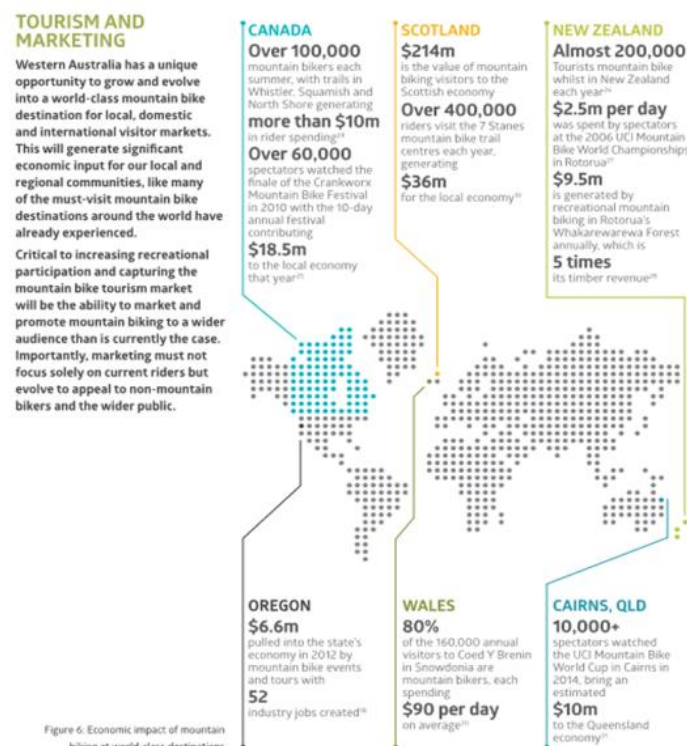 TOURISM AND
MARKETING
Western Australia has a unique
opportunity to grow and evolve
into a world-class mountain bike
destination for local, domestic
and international visitor markets.
This will generate significant
economic input for our local and
regional communities, like many
of the must-visit mountain bike
destinations around the world have
already experienced.
Critical to increasing recreational
participation and capturing the
mountain bike tourism market
will be the ability to market and
promote mountain biking to a wider
audience than is currently the case.
Importantly, marketing must not
focus solely on current riders but
evolve to appeal to non-mountain
bikers and the wider public.
CANADA
Over 100,000
mountain bikers each
summer, with trails in
Whistler, Squamish and
North Shore generating
more than $10m
in rider spending
Over 60,000
spectators watched the
finale of the Crankworx
Mountain Bike Festival
in 2010 with the 10-day
annual festival
contributing
$18.5m
to the local economy
that year
SCOTLAND
$214m
is the value of mountain
biking visitors to the
Scottish economy
Over 400,000
riders visit the 7 Stanes
mountain bike trail
centres each year,
generating
$36m
for the local economy
NEW ZEALAND
Almost 200,000
Tourists mountain bike
whilst in New Zealand
each year
$2.5m per day
was spent by spectators
at the 2006 UCI Mountain
Bike World Championships
in Rotorua
$9.5m
is generated by
recreational mountain
biking in Rotorua's
Whakarewarewa Forest
annually, which is
5 times
its timber revenue
OREGON
$6.6m
pulled into the state's
economy in 2012 by
mountain bike events
and tours with
52
industry jobs created
WALES
80%
of the 160,000 annual
visitors to Coed Y Brenin
in Snowdonia are
mountain bikers, each
spending
$90 per day
on average
CAIRNS, QLD
10,000+
spectators watched
the UCI Mountain Bike
World Cup in Cairns in
2014, bring an
estimated
$10m
to the Queensland
economy
Figure 6: Economic impact of mountain
biking at world-class destinations